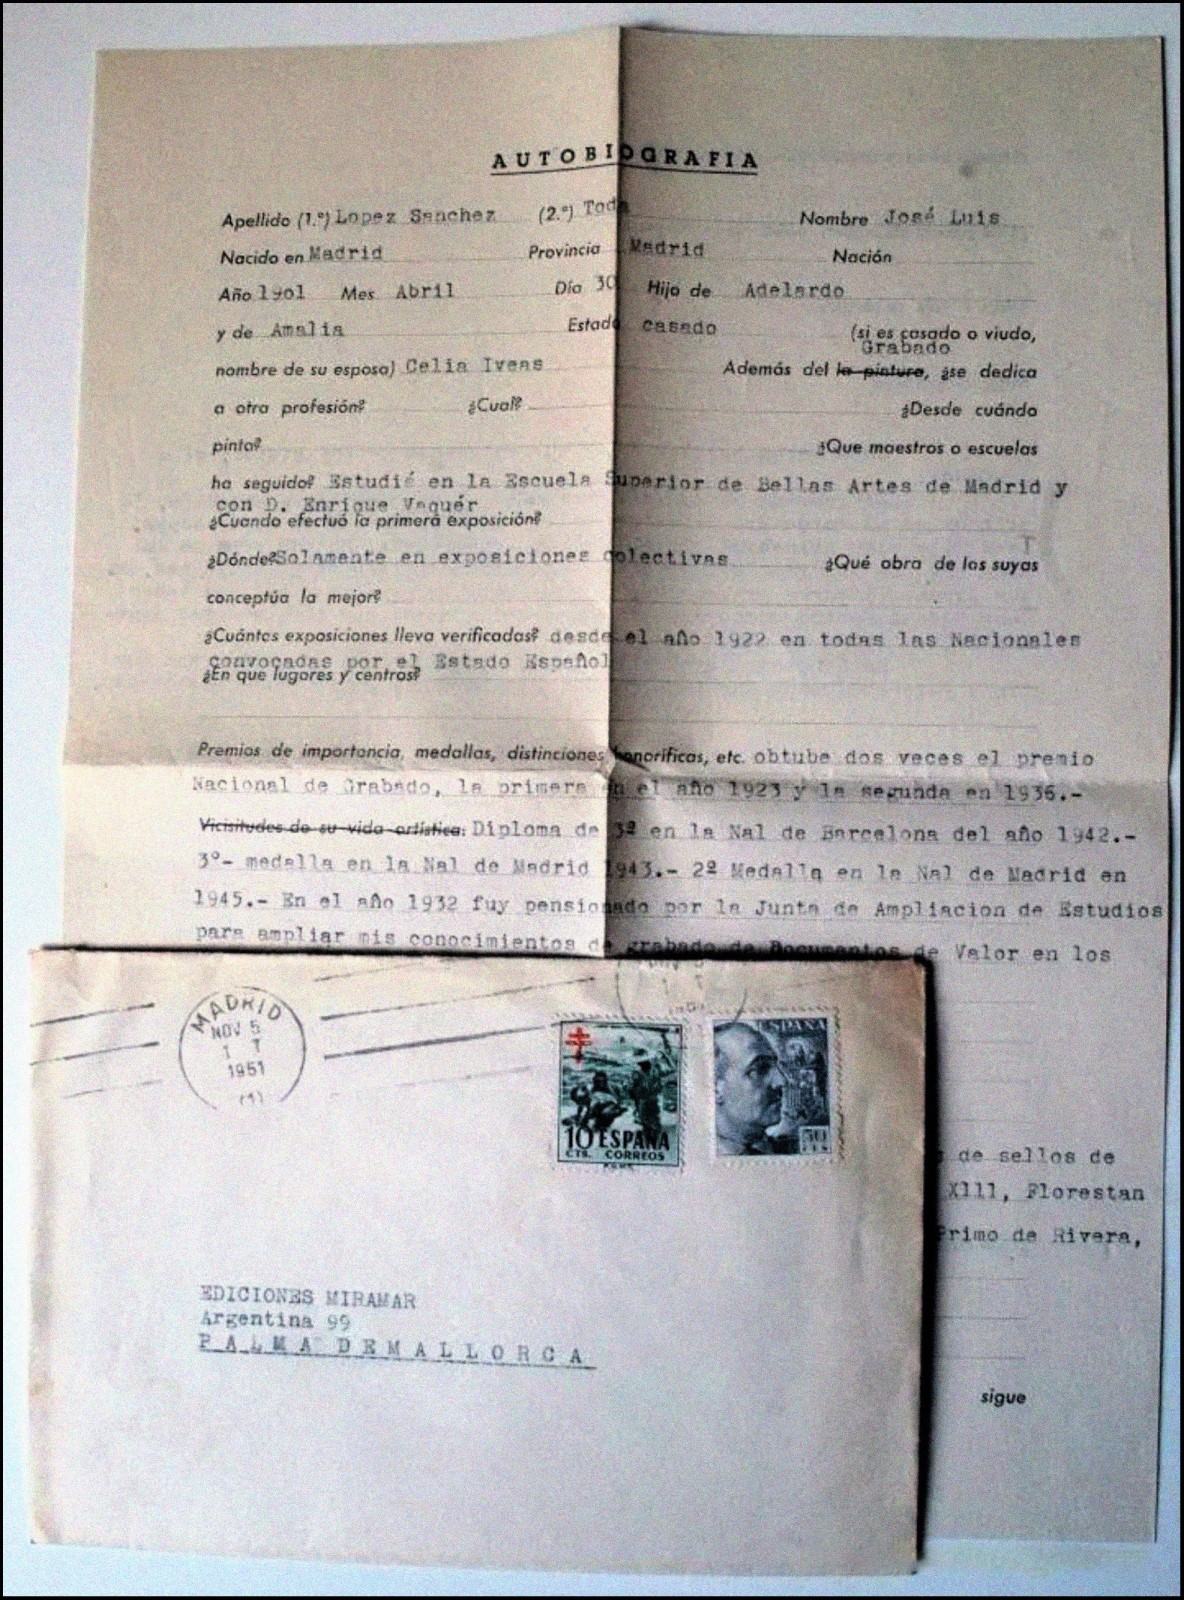 AUTOBIOGRAFIA
Apellido (1.º) Lopez Sanchez (2.º) Toda Nombre José Luis
Nacido en Madrid Provincia Madrid Nación
Año 1901 Mes Abril Día 30 Hijo de Adelardo
y de Amalia Estado casado (si es casado o viudo,
Grabado
nombre de su esposa) Celia Ivens Además del la pintura, ¿se dedica
a otra profesión? ¿Cual? ¿Desde cuándo
pinta? ¿Que maestros o escuelas
ha seguido? Estudié en la Escuela Superior de Bellas Artes de Madrid y
con D. Enrique Vaquér
¿Cuando efectuó la primera exposición?
¿Dónde? Solamente en exposiciones colectivas ¿Qué obra de las suyas
conceptúa la mejor?
¿Cuántas exposiciones lleva verificadas? desde el año 1922 en todas las Nacionales
convocadas por el Estado Español
¿En que lugares y centros?
Premios de importancia, medallas, distinciones honoríficas, etc. obtube dos veces el premio
Nacional de Grabado, la primera en el año 1923 y la segunda en 1936.-
Vicisitudes de su vida artística: Diploma de 3ª en la Nal de Barcelona del año 1942.-
3º- medalla en la Nal de Madrid 1943.- 2ª Medalla en la Nal de Madrid en
1945.- En el año 1932 fuy pensionado por la Junta de Ampliacion de Estudios
para ampliar mis conocimientos de grabado de Documentos de Valor en los
de sellos de
XIII, Florestan
Primo de Rivera,
sigue
MADRID
NOV 5
1951
(1)
10 ESPAÑA
CTS. CORREOS
ESPAÑA
50
CTS
EDICIONES MIRAMAR
Argentina 99
PALMA DEMALLORCA